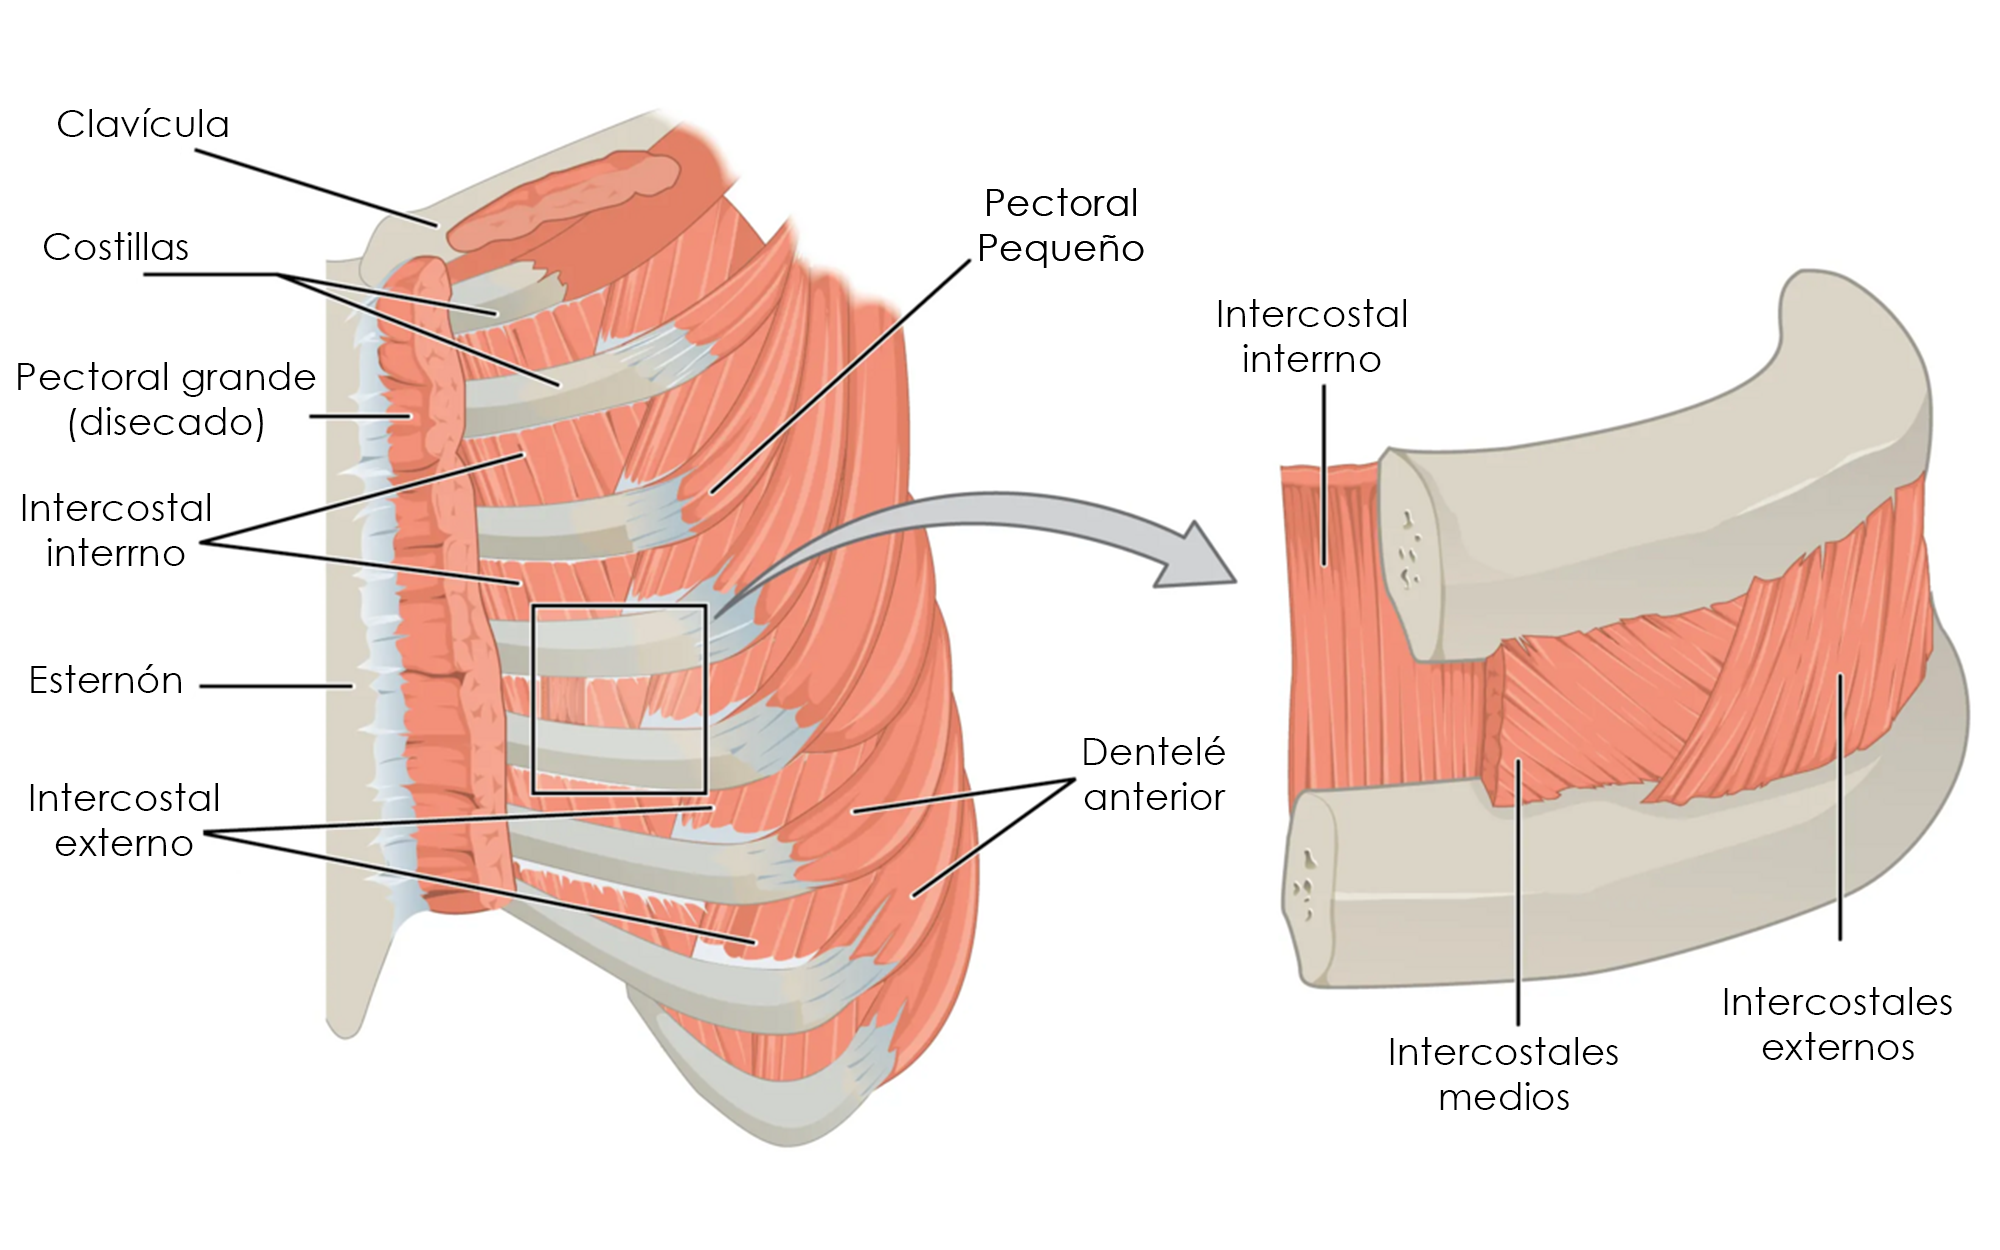 Clavícula
Costillas
Pectoral grande
(disecado)
Intercostal
interrno
Esternón
Intercostal
externo
Pectoral
Pequeño
Dentelé
anterior
Intercostal
interrno
Intercostales
medios
Intercostales
externos